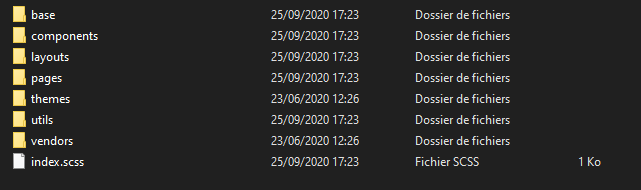 base 25/09/2020 17:23 Dossier de fichiers
components 25/09/2020 17:23 Dossier de fichiers
layouts 25/09/2020 17:23 Dossier de fichiers
pages 25/09/2020 17:23 Dossier de fichiers
themes 23/06/2020 12:26 Dossier de fichiers
utils 25/09/2020 17:23 Dossier de fichiers
vendors 23/06/2020 12:26 Dossier de fichiers
index.scss 25/09/2020 17:23 Fichier SCSS 1 Ko